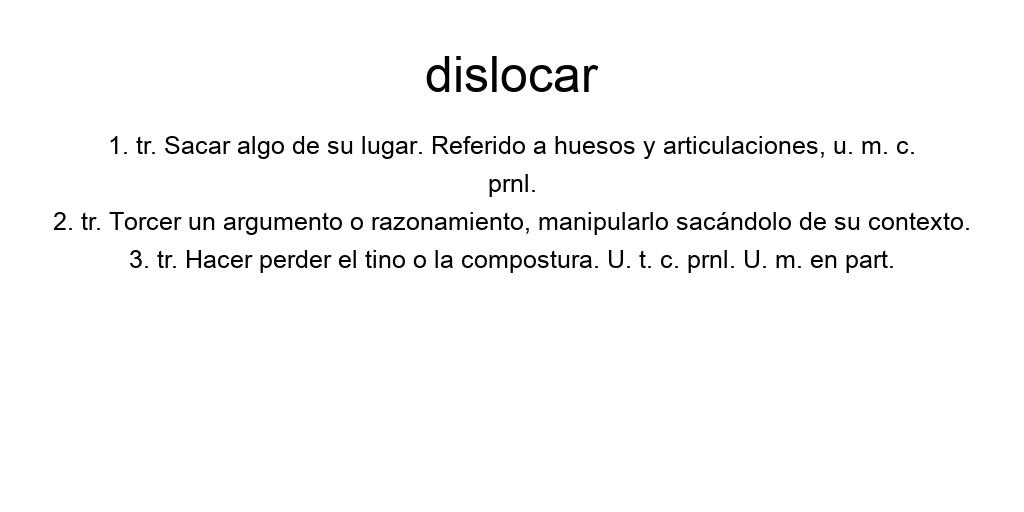 dislocar
1. tr. Sacar algo de su lugar. Referido a huesos y articulaciones, u. m. c.
prnl.
2. tr. Torcer un argumento o razonamiento, manipularlo sacándolo de su contexto.
3. tr. Hacer perder el tino o la compostura. U. t. c. prnl. U. m. en part.